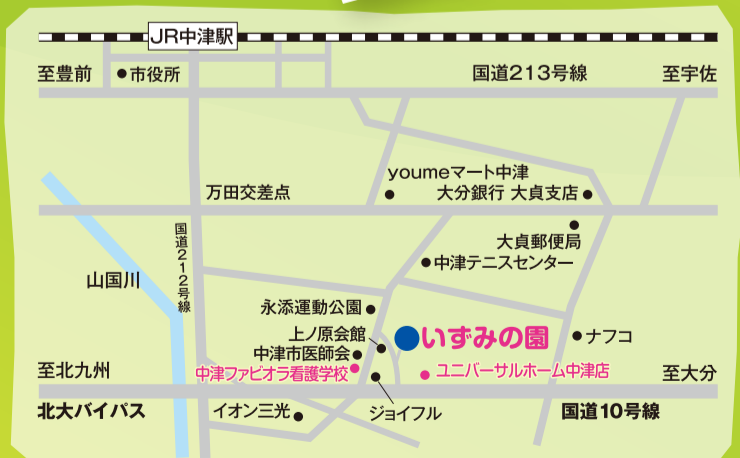 JR中津駅
至豊前
市役所
国道213号線
至宇佐
youmeマート中津
万田交差点
大分銀行 大貞支店
国道212号線
大貞郵便局
中津テニスセンター
山国川
永添運動公園
上ノ原会館
いずみの園
ナフコ
中津市医師会
至北九州
中津ファビオラ看護学校
ユニバーサルホーム中津店
至大分
北大バイパス
イオン三光
ジョイフル
国道10号線